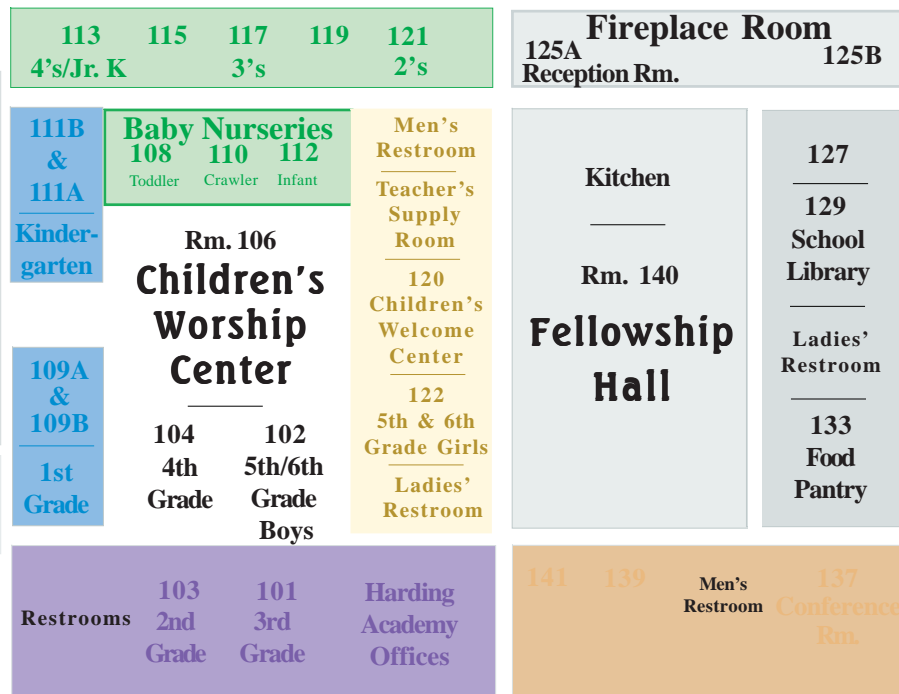 113 115 117 119 121
4's/Jr. K 3's 2's
Fireplace Room
125A 125B
Reception Rm.
111B
&
111A
Kinder-
garten
Baby Nurseries
108 110 112
Toddler Crawler Infant
Rm. 106
Children's
Worship
Center
109A
&
109B
1st
Grade
104
4th
Grade
102
5th/6th
Grade
Boys
Men's
Restroom
Teacher's
Supply
Room
120
Children's
Welcome
Center
122
5th & 6th
Grade Girls
Ladies'
Restroom
Kitchen
Rm. 140
Fellowship
Hall
127
129
School
Library
Ladies'
Restroom
133
Food
Pantry
Restrooms
103
2nd
Grade
101
3rd
Grade
Harding
Academy
Offices
141 139
Men's
Restroom
137
Conference
Rm.